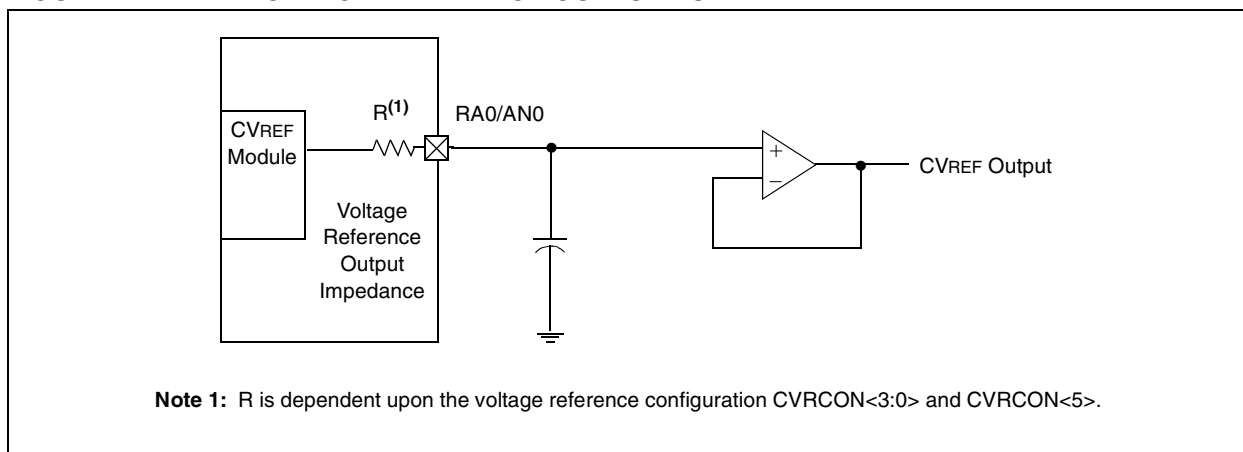 R(1)
RA0/AN0
CVREF
Module
+
–
CVREF Output
Voltage
Reference
Output
Impedance
Note 1: R is dependent upon the voltage reference configuration CVRCON<3:0> and CVRCON<5>.